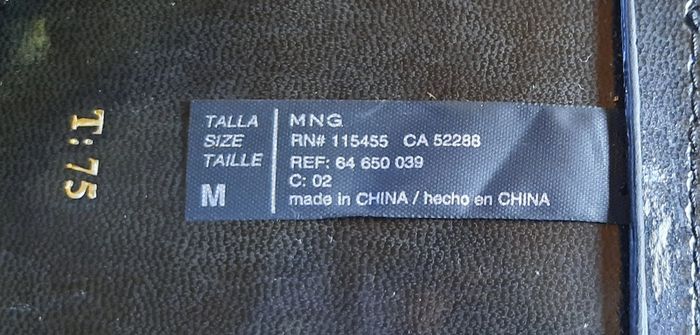 T: 75
TALLA
SIZE
TAILLE
M
MNG
RN# 115455 CA 52288
REF: 64 650 039
C: 02
made in CHINA / hecho en CHINA